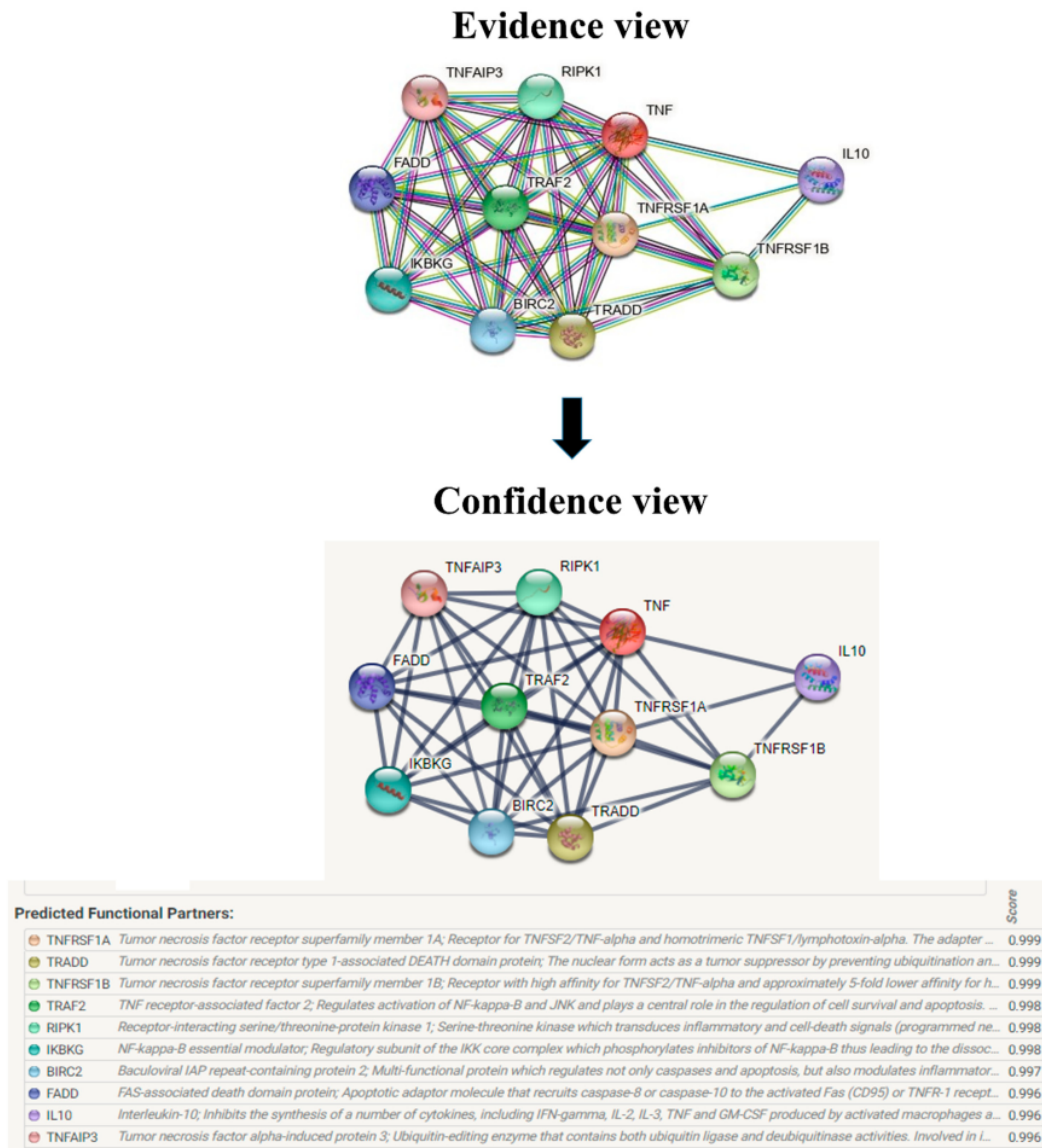 Evidence view
TNFAIP3
RIPK1
TNF
IL10
FADD
TRAF2
TNFRSF1A
TNFRSF1B
IKBKG
BIRC2
TRADD
Confidence view
TNFAIP3
RIPK1
TNF
IL10
FADD
TRAF2
TNFRSF1A
TNFRSF1B
IKBKG
BIRC2
TRADD
Predicted Functional Partners:
Score
TNFRSF1A Tumor necrosis factor receptor superfamily member 1A; Receptor for TNFSF2/TNF-alpha and homotrimeric TNFSF1/lymphotoxin-alpha. The adapter ... 0.999
TRADD Tumor necrosis factor receptor type 1-associated DEATH domain protein; The nuclear form acts as a tumor suppressor by preventing ubiquitination an... 0.999
TNFRSF1B Tumor necrosis factor receptor superfamily member 1B; Receptor with high affinity for TNFSF2/TNF-alpha and approximately 5-fold lower affinity for h... 0.999
TRAF2 TNF receptor-associated factor 2; Regulates activation of NF-kappa-B and JNK and plays a central role in the regulation of cell survival and apoptosis. ... 0.998
RIPK1 Receptor-interacting serine/threonine-protein kinase 1; Serine-threonine kinase which transduces inflammatory and cell-death signals (programmed ne... 0.998
IKBKG NF-kappa-B essential modulator; Regulatory subunit of the IKK core complex which phosphorylates inhibitors of NF-kappa-B thus leading to the dissoc... 0.998
BIRC2 Baculoviral IAP repeat-containing protein 2; Multi-functional protein which regulates not only caspases and apoptosis, but also modulates inflammator... 0.997
FADD FAS-associated death domain protein; Apoptotic adaptor molecule that recruits caspase-8 or caspase-10 to the activated Fas (CD95) or TNFR-1 recept... 0.996
IL10 Interleukin-10; Inhibits the synthesis of a number of cytokines, including IFN-gamma, IL-2, IL-3, TNF and GM-CSF produced by activated macrophages a... 0.996
TNFAIP3 Tumor necrosis factor alpha-induced protein 3; Ubiquitin-editing enzyme that contains both ubiquitin ligase and deubiquitinase activities. Involved in i... 0.996